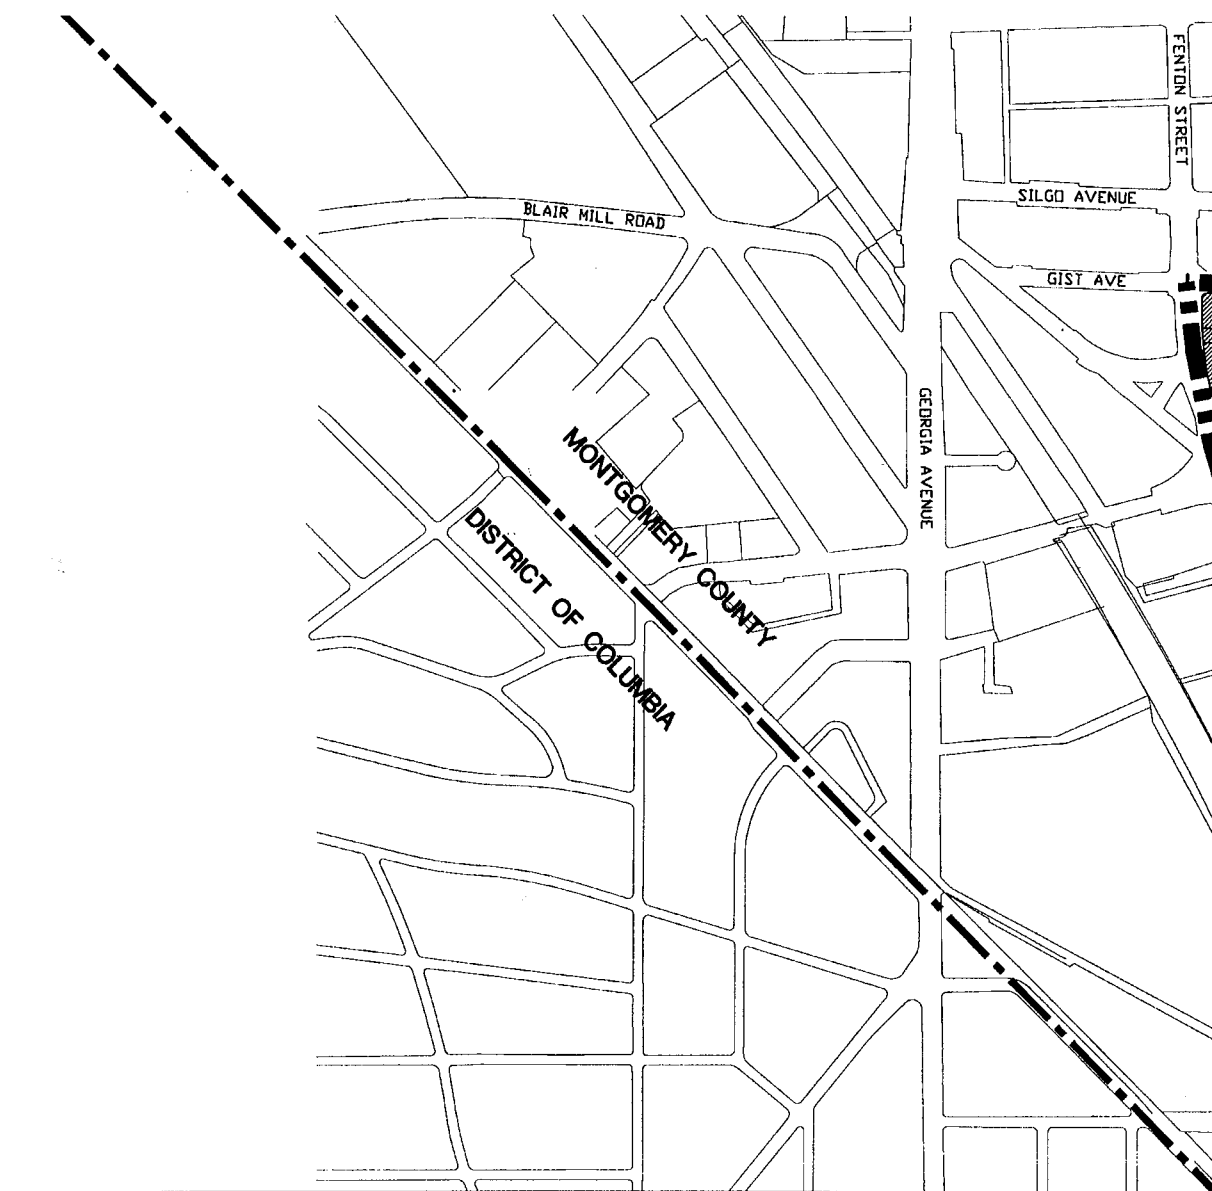 FENTON STREET
SILGO AVENUE
BLAIR MILL ROAD
GIST AVE
GEORGIA AVENUE
MONTGOMERY COUNTY
DISTRICT OF COLUMBIA